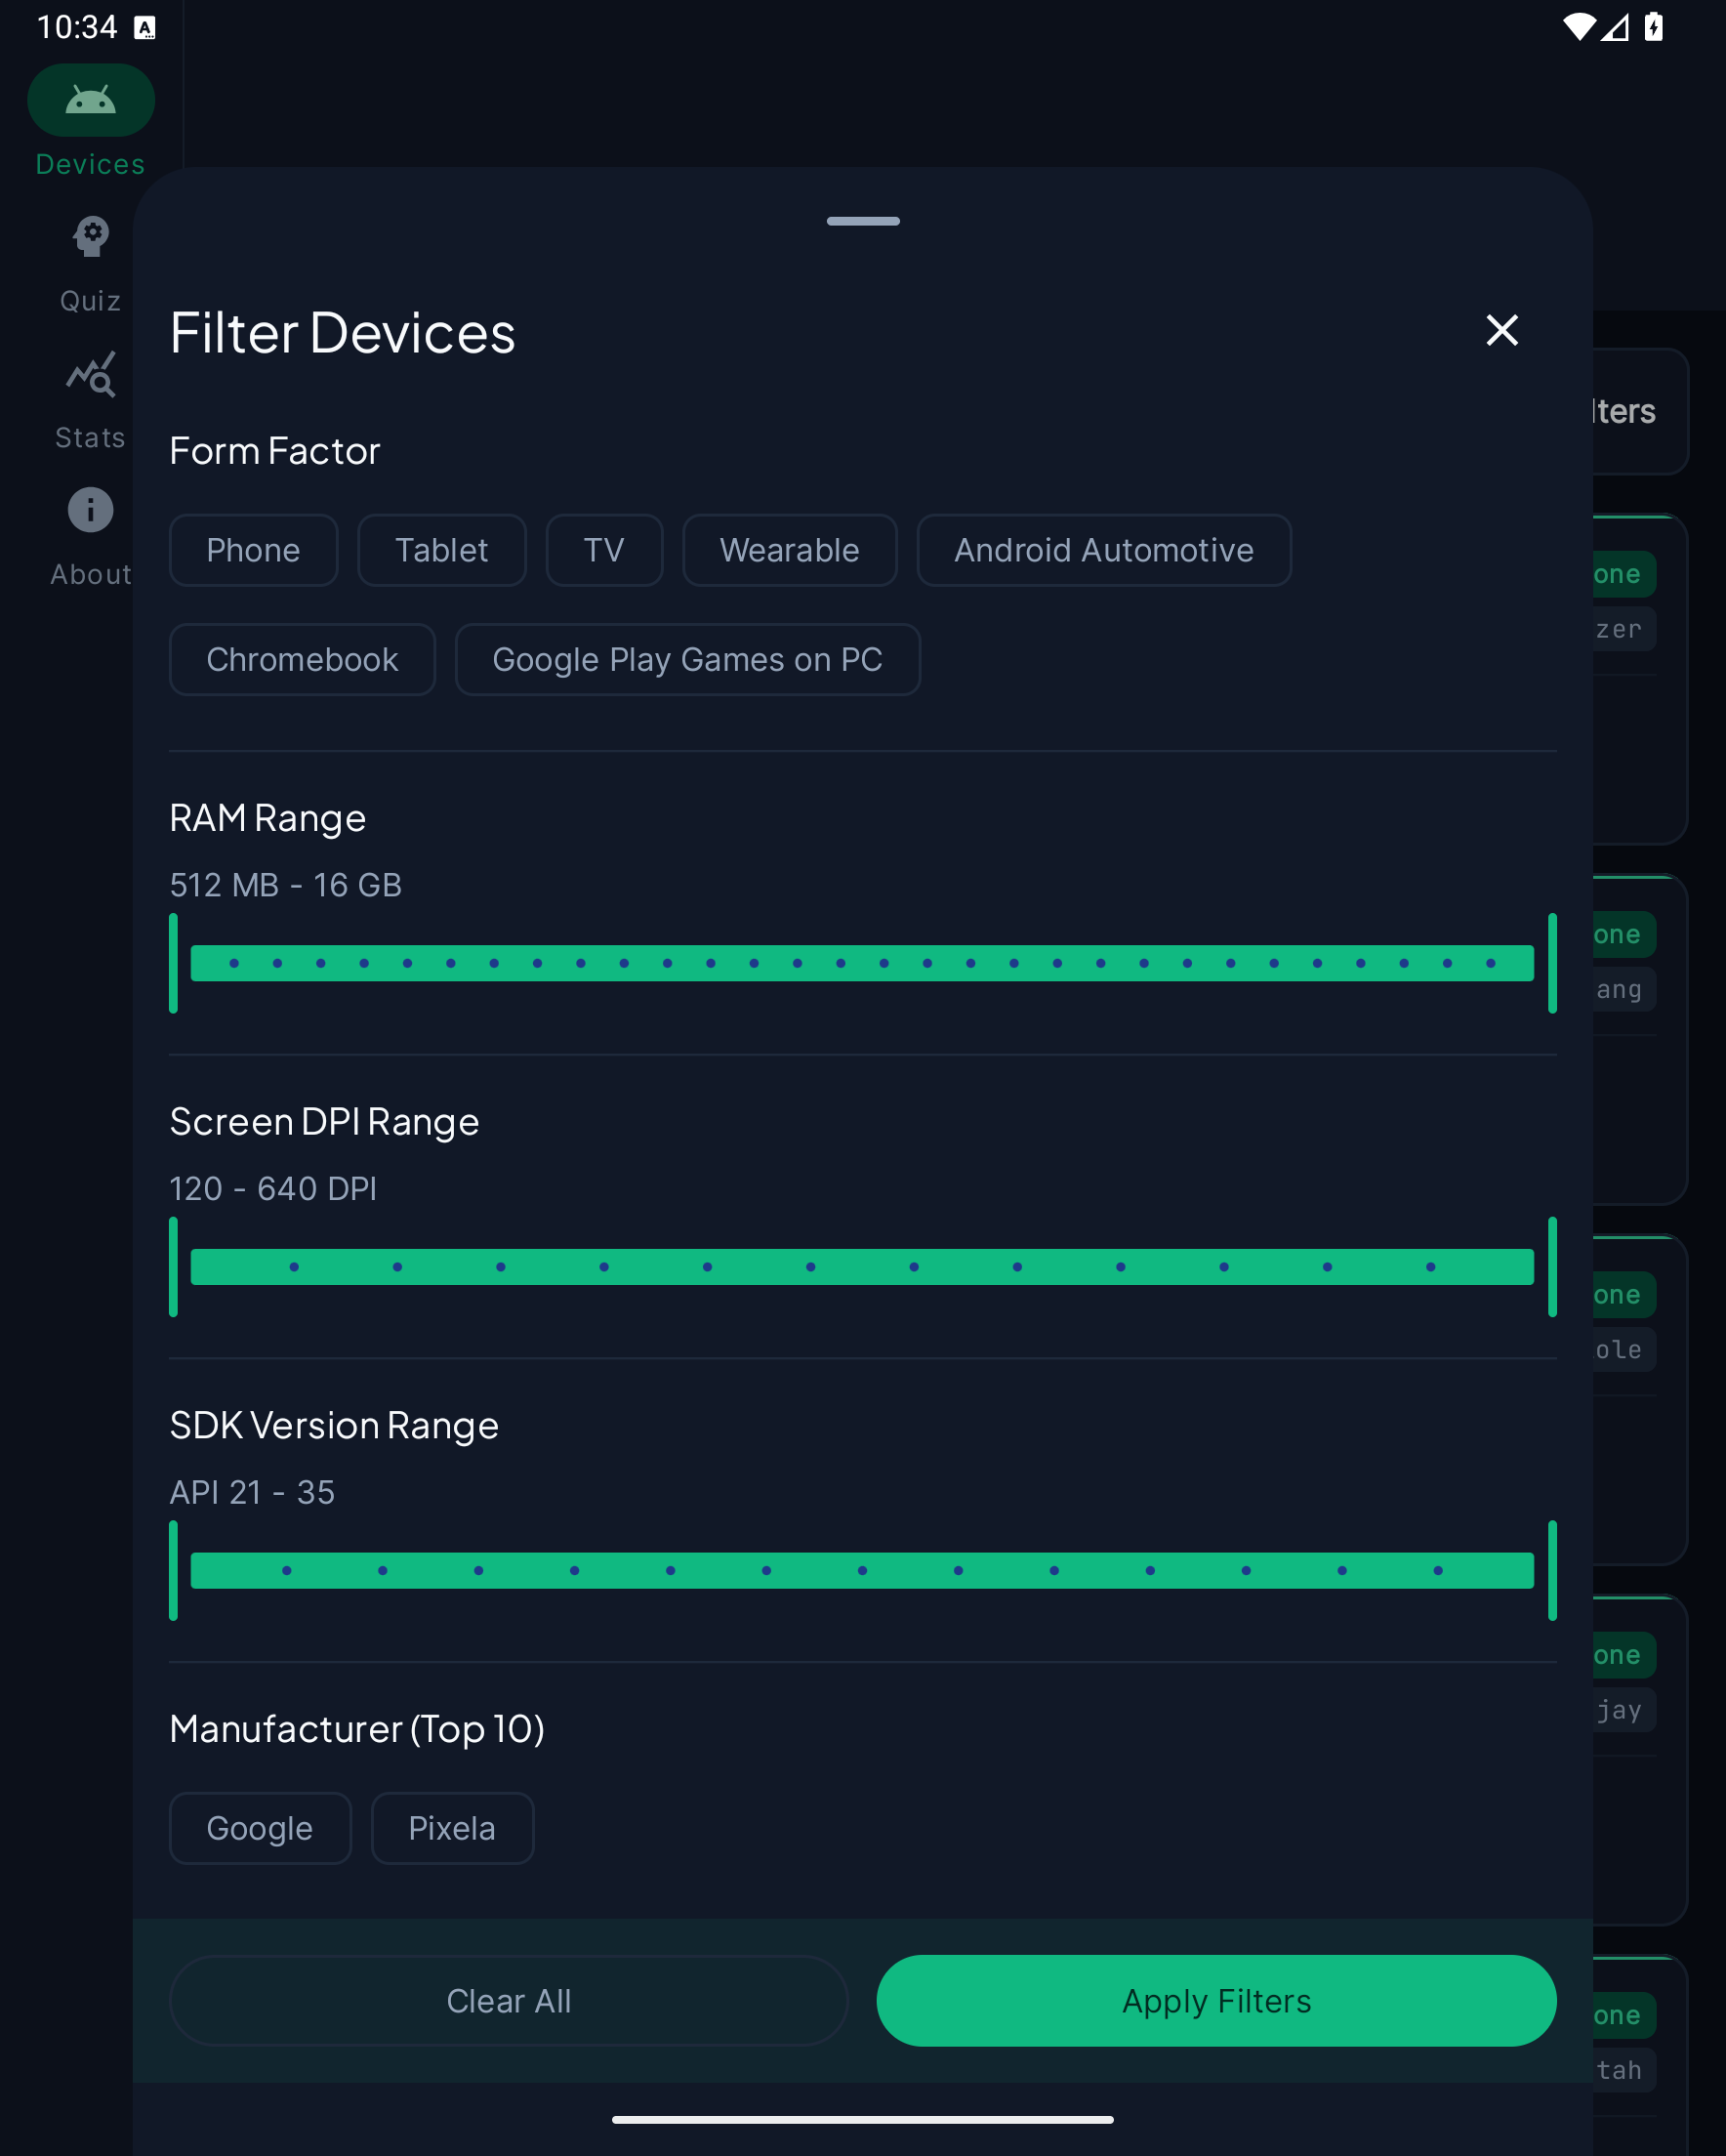 10:34
Devices
Quiz
Stats
About
Filter Devices
Form Factor
Phone Tablet TV Wearable Android Automotive
Chromebook Google Play Games on PC
RAM Range
512 MB - 16 GB
Screen DPI Range
120 - 640 DPI
SDK Version Range
API 21 - 35
Manufacturer (Top 10)
Google Pixela
Clear All Apply Filters
lters
one
zer
one
ang
one
ole
one
jay
one
tah